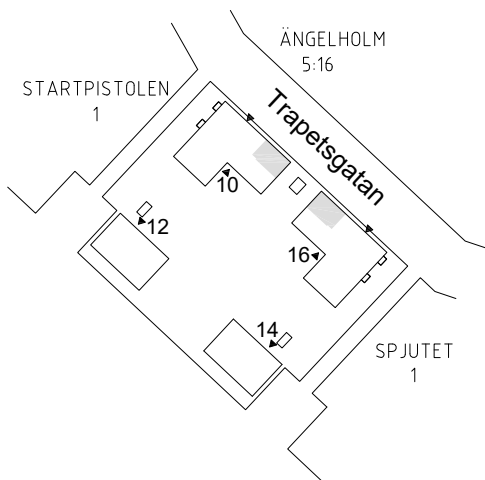 ÄNGELHOLM
5:16
STARTPISTOLEN
1
Trapetsgatan
10
12
16
14
SPJUTET
1